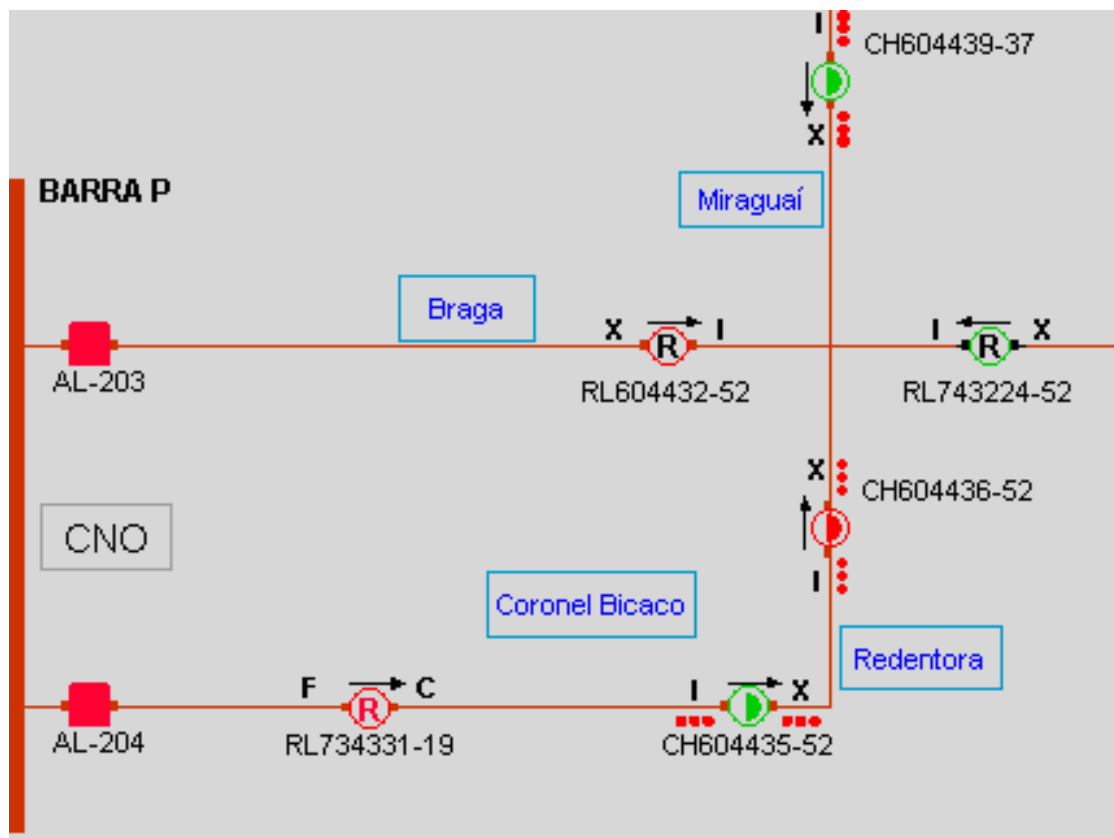 I
CH604439-37
X
BARRA P
Miraguaí
Braga
X I
R
I X
R
AL-203
RL604432-52
RL743224-52
X
CH604436-52
CNO
I
Coronel Bicaco
Redentora
F C
R
I X
AL-204
RL734331-19
CH604435-52